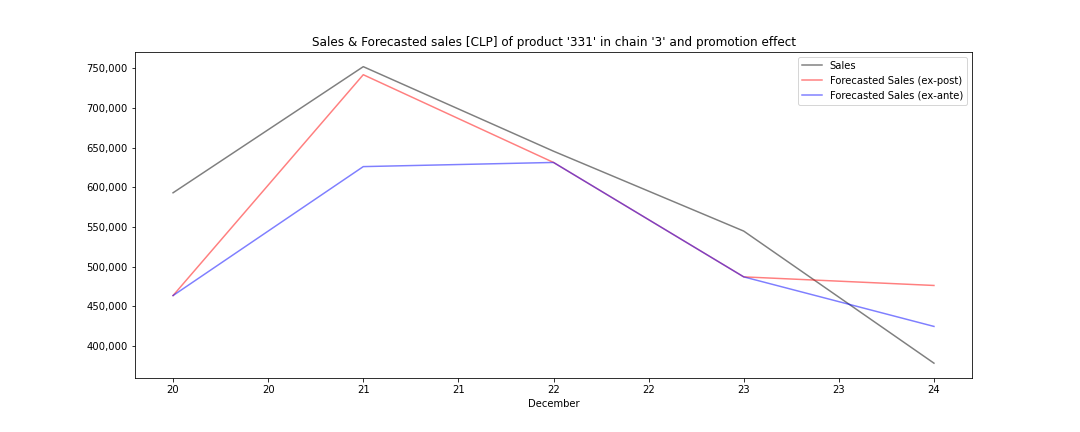 Sales & Forecasted sales [CLP] of product '331' in chain '3' and promotion effect
Sales
Forecasted Sales (ex-post)
Forecasted Sales (ex-ante)
750,000
700,000
650,000
600,000
550,000
500,000
450,000
400,000
20 20 21 21 22 22 23 23 24
December